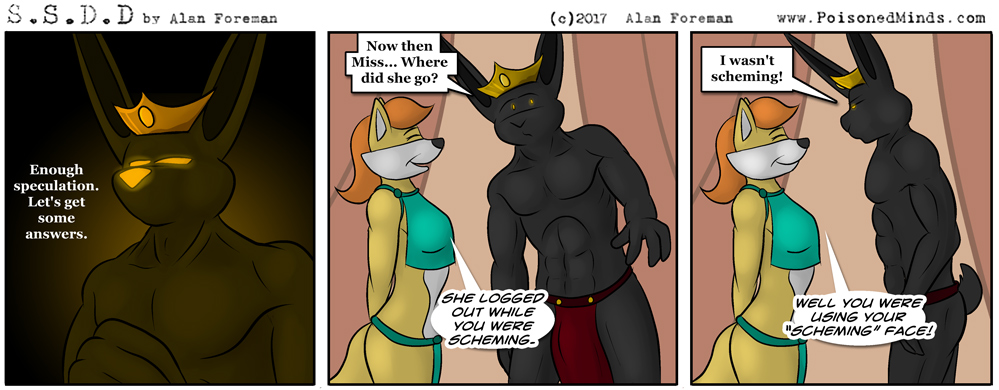 S.S.D.D by Alan Foreman (c)2017 Alan Foreman www.PoisonedMinds.com
Enough
speculation.
Let's get
some
answers.
Now then
Miss... Where
did she go?
SHE LOGGED
OUT WHILE
YOU WERE
SCHEMING.
I wasn't
scheming!
WELL YOU WERE
USING YOUR
"SCHEMING" FACE!